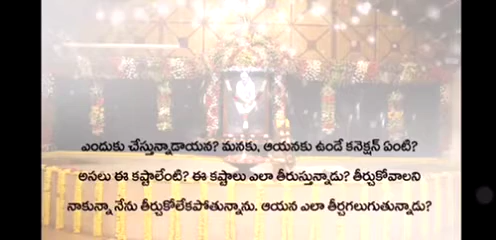 ఎందుకు చేస్తున్నాడాయన? మనకు, ఆయనకు ఉండే కనెక్షన్ ఏంటి?
అసలు ఈ కష్టాలేంటి? ఈ కష్టాలు ఎలా తీరుస్తున్నాడు? తీర్చుకోవాలని
నాకున్నా నేను తీర్చుకోలేకపోతున్నాను. ఆయన ఎలా తీర్చగలుగుతున్నాడు?